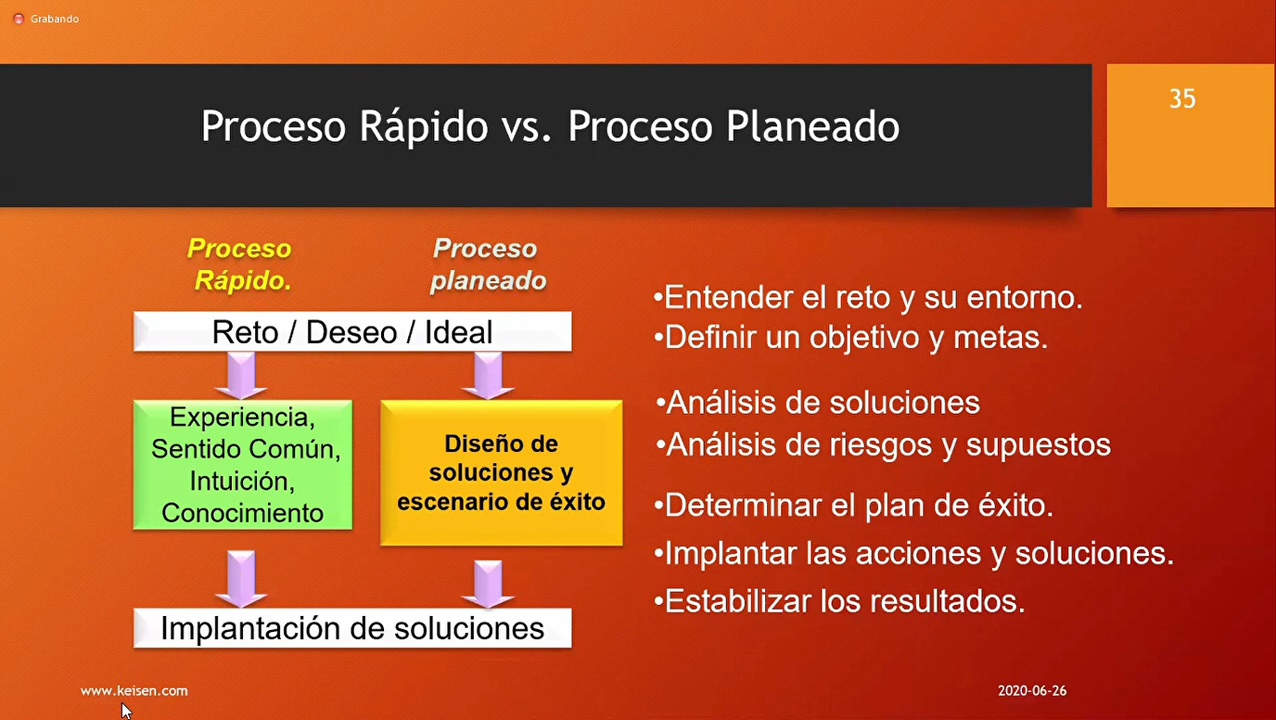 Grabando
Proceso Rápido vs. Proceso Planeado
35
Proceso
Rápido.
Proceso
planeado
Reto / Deseo / Ideal
Experiencia,
Sentido Común,
Intuición,
Conocimiento
Diseño de
soluciones y
escenario de éxito
Implantación de soluciones
•Entender el reto y su entorno.
•Definir un objetivo y metas.
•Análisis de soluciones
•Análisis de riesgos y supuestos
•Determinar el plan de éxito.
•Implantar las acciones y soluciones.
•Estabilizar los resultados.
www.keisen.com
2020-06-26